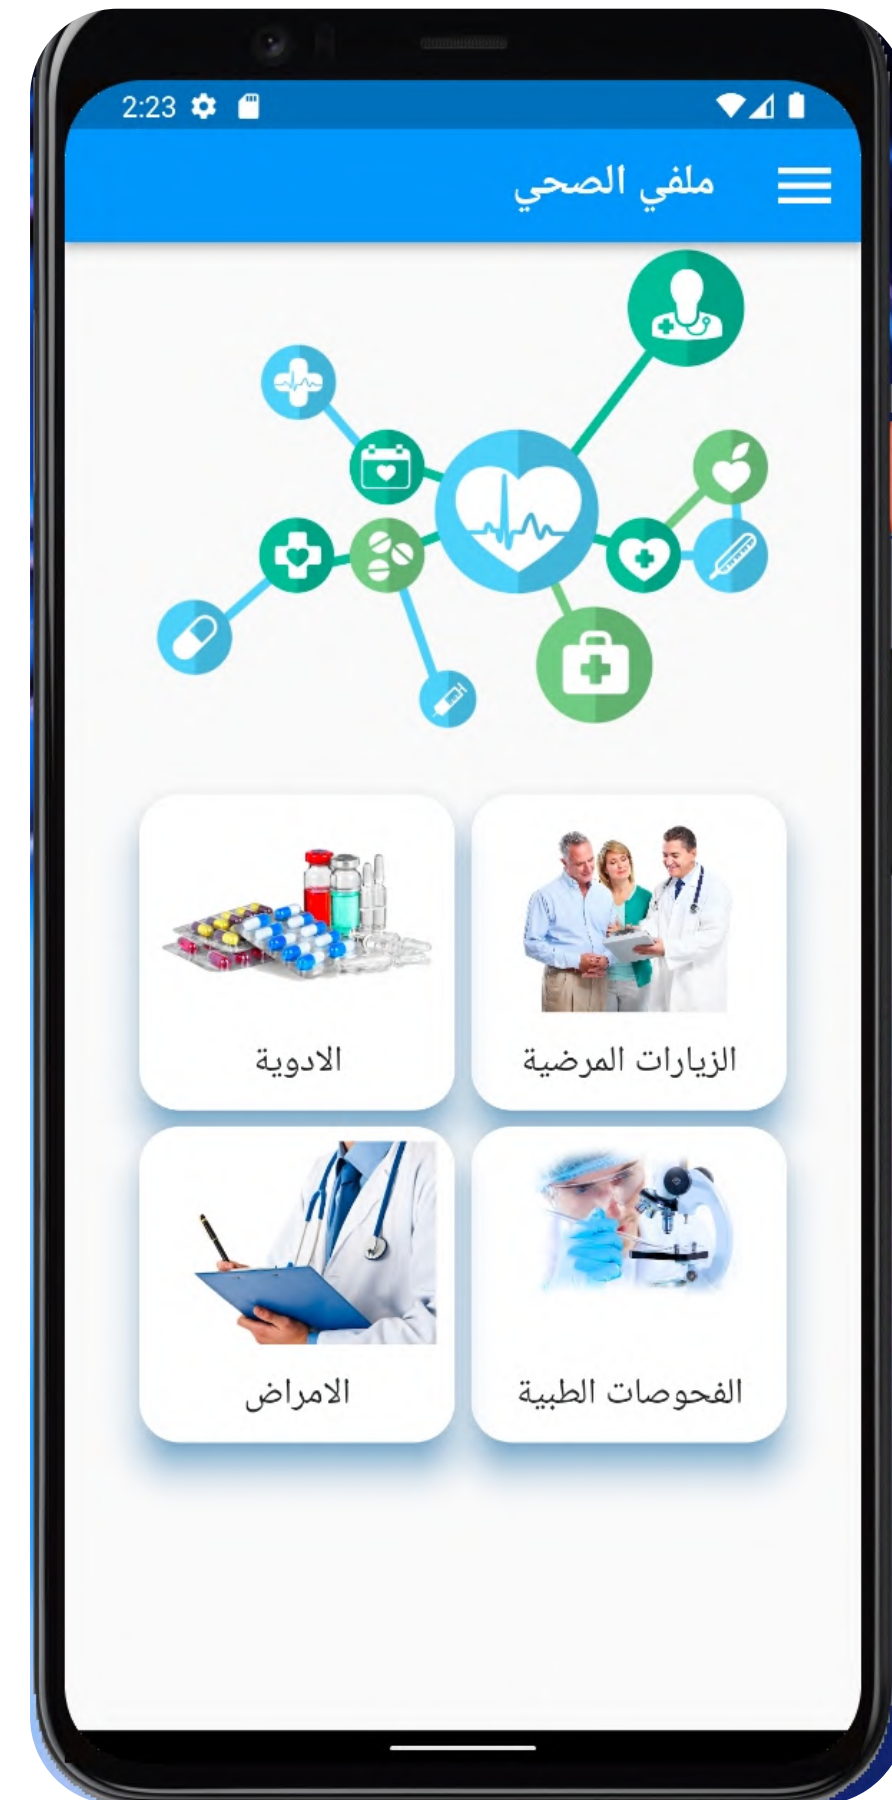 2:23
ملفي الصحي
الزيارات المرضية
الادوية
الفحوصات الطبية
الامراض